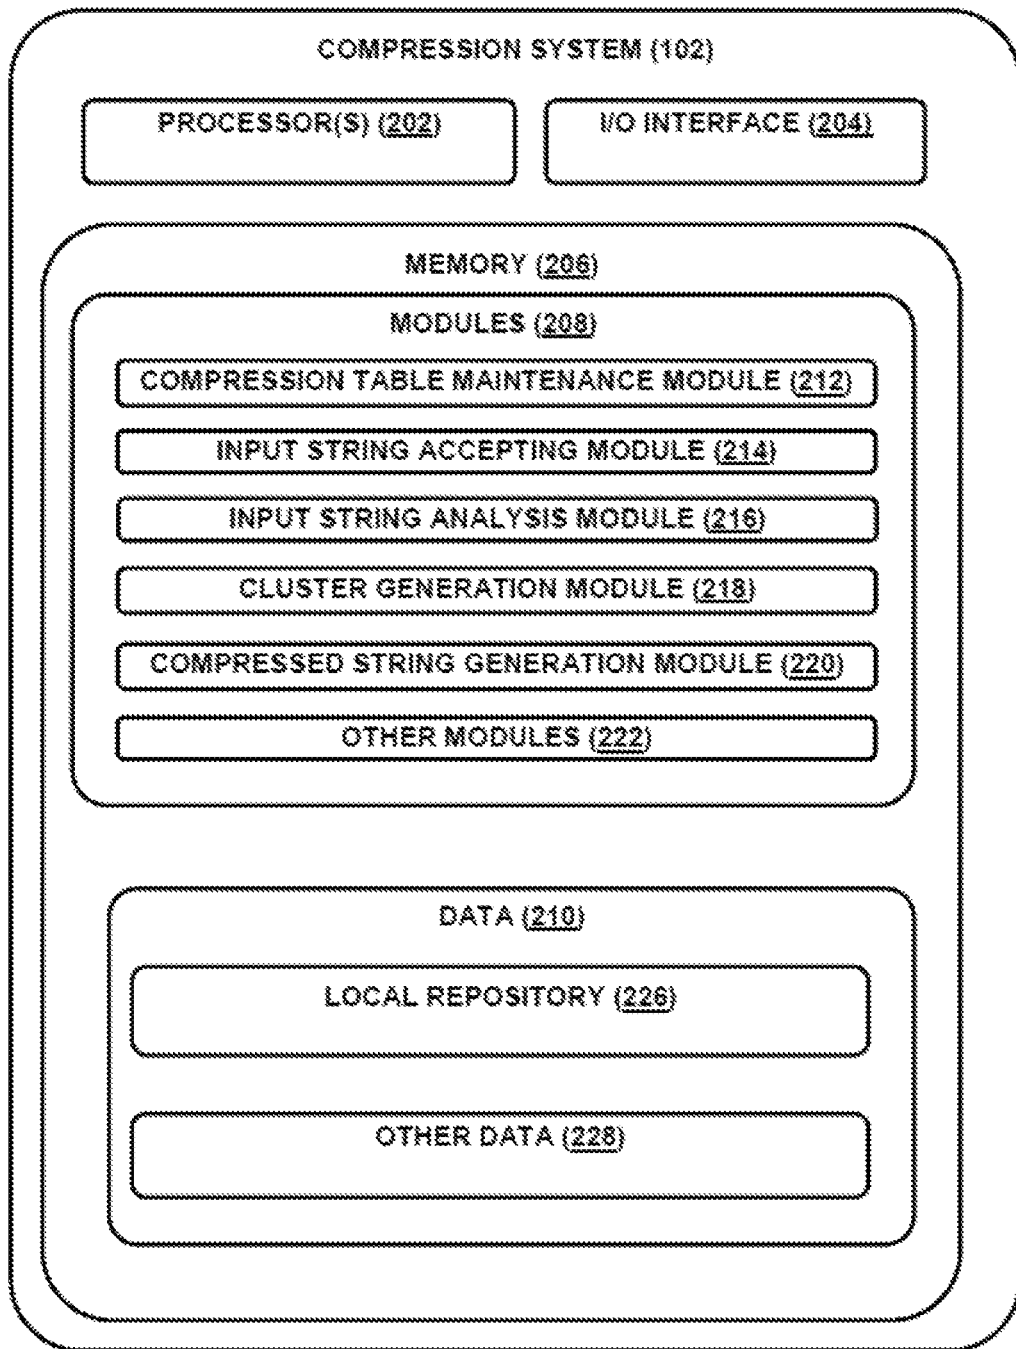 COMPRESSION SYSTEM (102)
PROCESSOR(S) (202)
I/O INTERFACE (204)
MEMORY (206)
MODULES (208)
COMPRESSION TABLE MAINTENANCE MODULE (212)
INPUT STRING ACCEPTING MODULE (214)
INPUT STRING ANALYSIS MODULE (216)
CLUSTER GENERATION MODULE (218)
COMPRESSED STRING GENERATION MODULE (220)
OTHER MODULES (222)
DATA (210)
LOCAL REPOSITORY (226)
OTHER DATA (228)